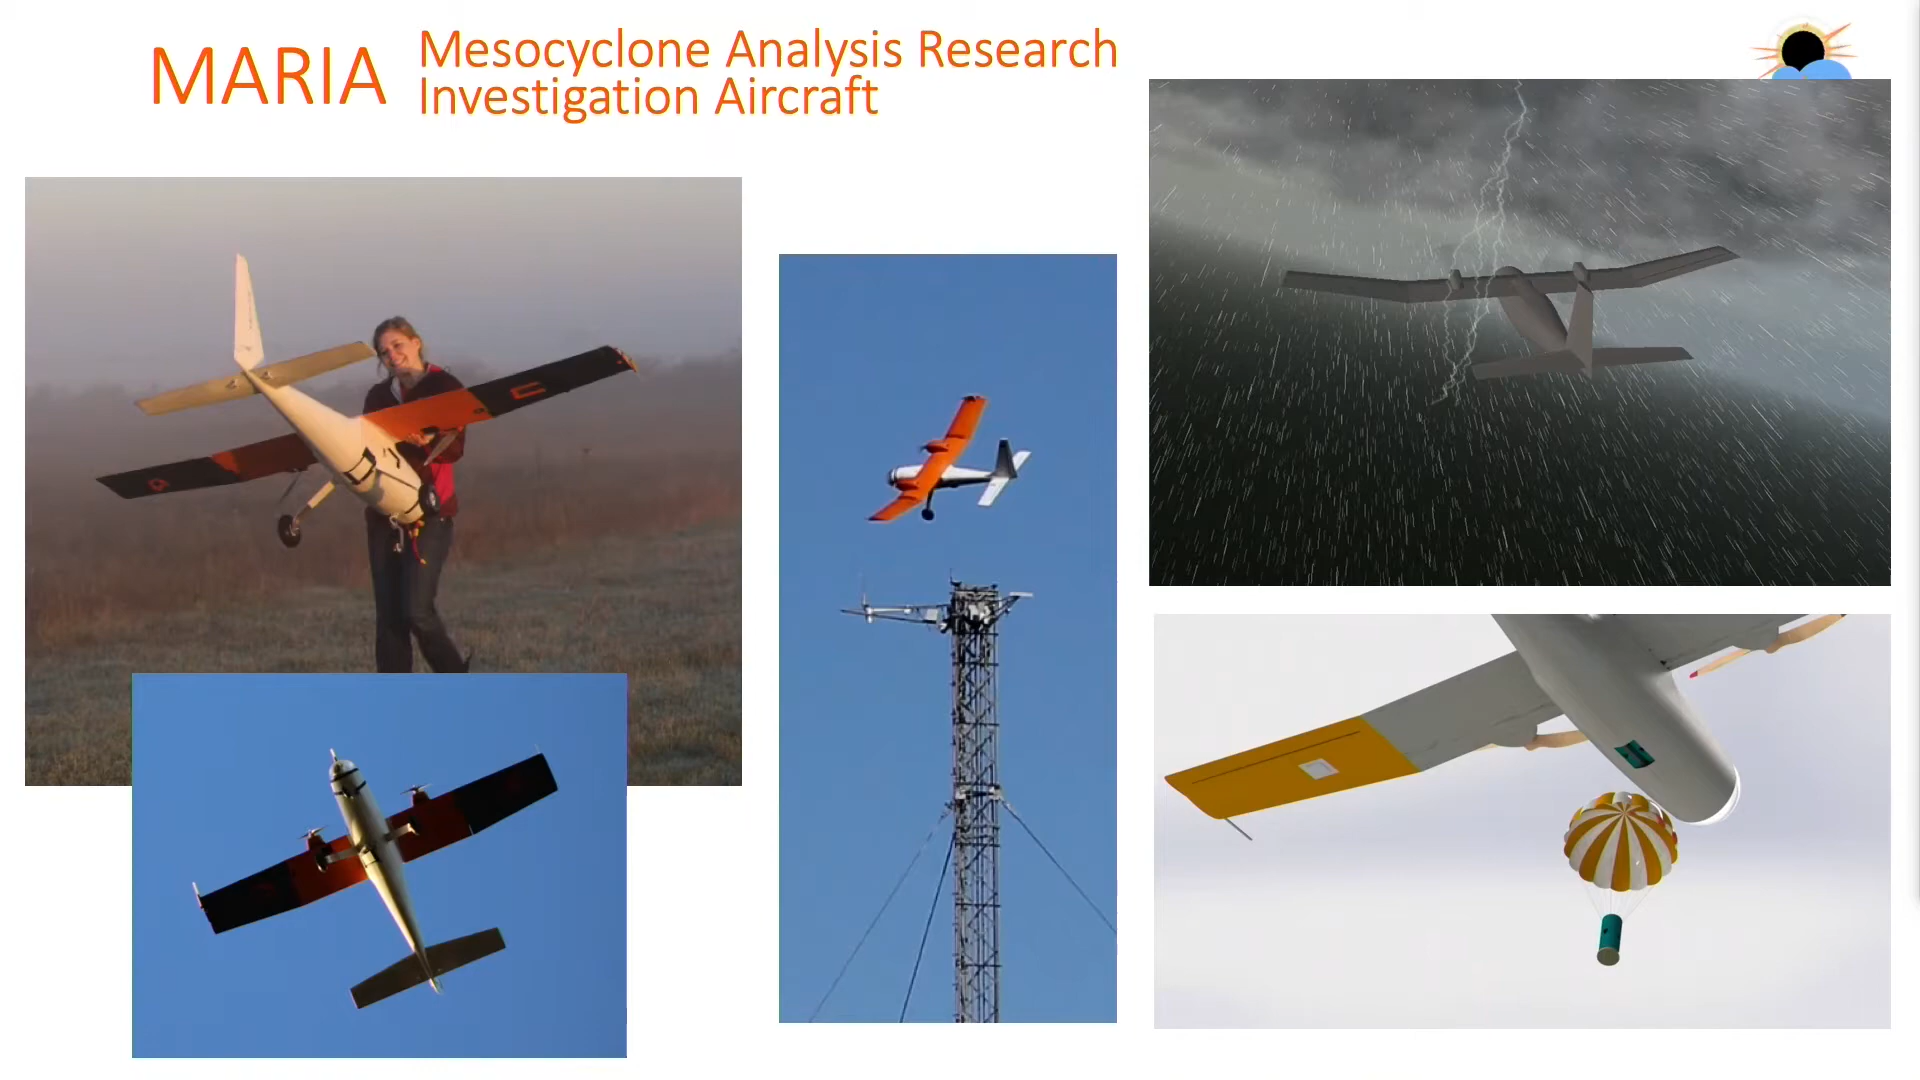 MARIA
Mesocyclone Analysis Research
Investigation Aircraft